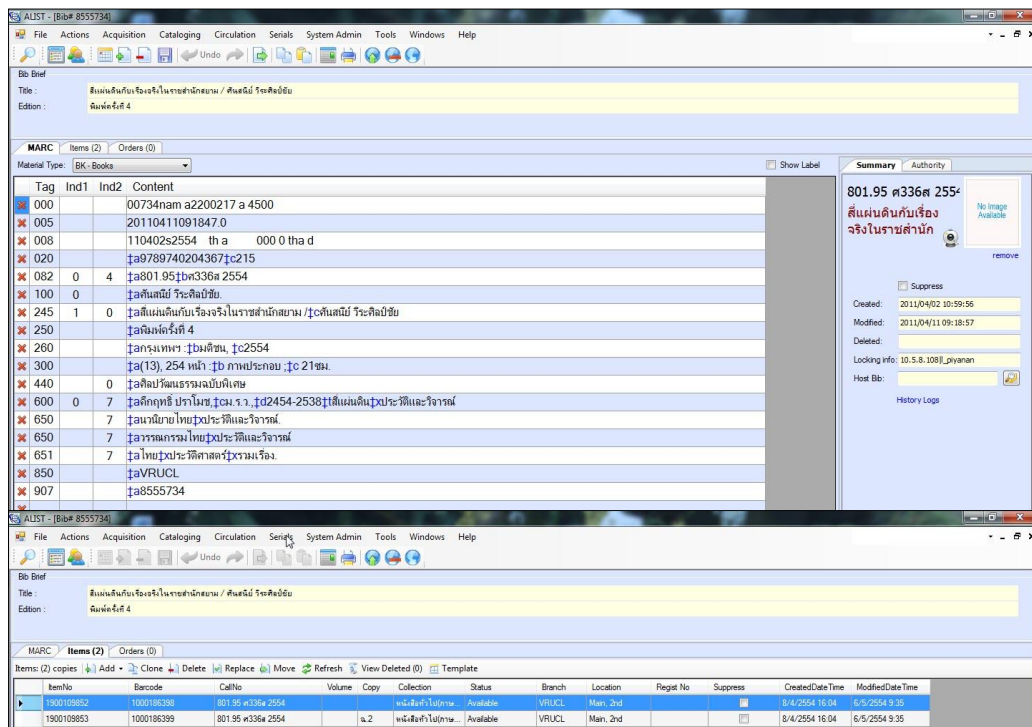 ALIST - [Bib# 8555734]
File Actions Acquisition Cataloging Circulation Serials System Admin Tools Windows Help
Undo
Bib Brief
Title : สี่แผ่นดินกับเรื่องจริงในราชสำนักสยาม / ศันสนีย์ วีระศิลป์ชัย
Edition : พิมพ์ครั้งที่ 4
MARC Items (2) Orders (0)
Material Type: BK - Books Show Label
Tag Ind1 Ind2 Content
000 00734nam a2200217 a 4500
005 20110411091847.0
008 110402s2554 th a 000 0 tha d
020 ‡a9789740204367‡c215
082 0 4 ‡a801.95‡bศ336ส 2554
100 0 ‡aศันสนีย์ วีระศิลป์ชัย.
245 1 0 ‡aสี่แผ่นดินกับเรื่องจริงในราชสำนักสยาม /‡cศันสนีย์ วีระศิลป์ชัย
250 ‡aพิมพ์ครั้งที่ 4
260 ‡aกรุงเทพฯ :‡bมติชน, ‡c2554
300 ‡a(13), 254 หน้า :‡b ภาพประกอบ ;‡c 21ซม.
440 0 ‡aศิลปวัฒนธรรมฉบับพิเศษ
600 0 7 ‡aคึกฤทธิ์ ปราโมช,‡cม.ร.ว.,‡d2454-2538‡tสี่แผ่นดิน‡xประวัติและวิจารณ์
650 7 ‡aนวนิยายไทย‡xประวัติและวิจารณ์.
650 7 ‡aวรรณกรรมไทย‡xประวัติและวิจารณ์
651 7 ‡aไทย‡xประวัติศาสตร์‡xรวมเรื่อง.
850 ‡aVRUCL
907 ‡a8555734
Summary Authority
801.95 ศ336ส 2554
สี่แผ่นดินกับเรื่อง
จริงในราชสำนัก
No Image
Available
remove
Suppress
Created: 2011/04/02 10:59:56
Modified: 2011/04/11 09:18:57
Deleted:
Locking info: 10.5.8.108|l_piyanan
Host Bib:
History Logs
ALIST - [Bib# 8555734]
File Actions Acquisition Cataloging Circulation Serials System Admin Tools Windows Help
Undo
Bib Brief
Title : สี่แผ่นดินกับเรื่องจริงในราชสำนักสยาม / ศันสนีย์ วีระศิลป์ชัย
Edition : พิมพ์ครั้งที่ 4
MARC Items (2) Orders (0)
Items: (2) copies Add Clone Delete Replace Move Refresh View Deleted (0) Template
ItemNo Barcode CallNo Volume Copy Collection Status Branch Location Regist No Suppress CreatedDateTime ModifiedDateTime
1900109852 1000186398 801.95 ศ336ส 2554 หนังสือทั่วไป(ภาษ... Available VRUCL Main, 2nd 8/4/2554 16:04 6/5/2554 9:35
1900109853 1000186399 801.95 ศ336ส 2554 ฉ.2 หนังสือทั่วไป(ภาษ... Available VRUCL Main, 2nd 8/4/2554 16:04 6/5/2554 9:35